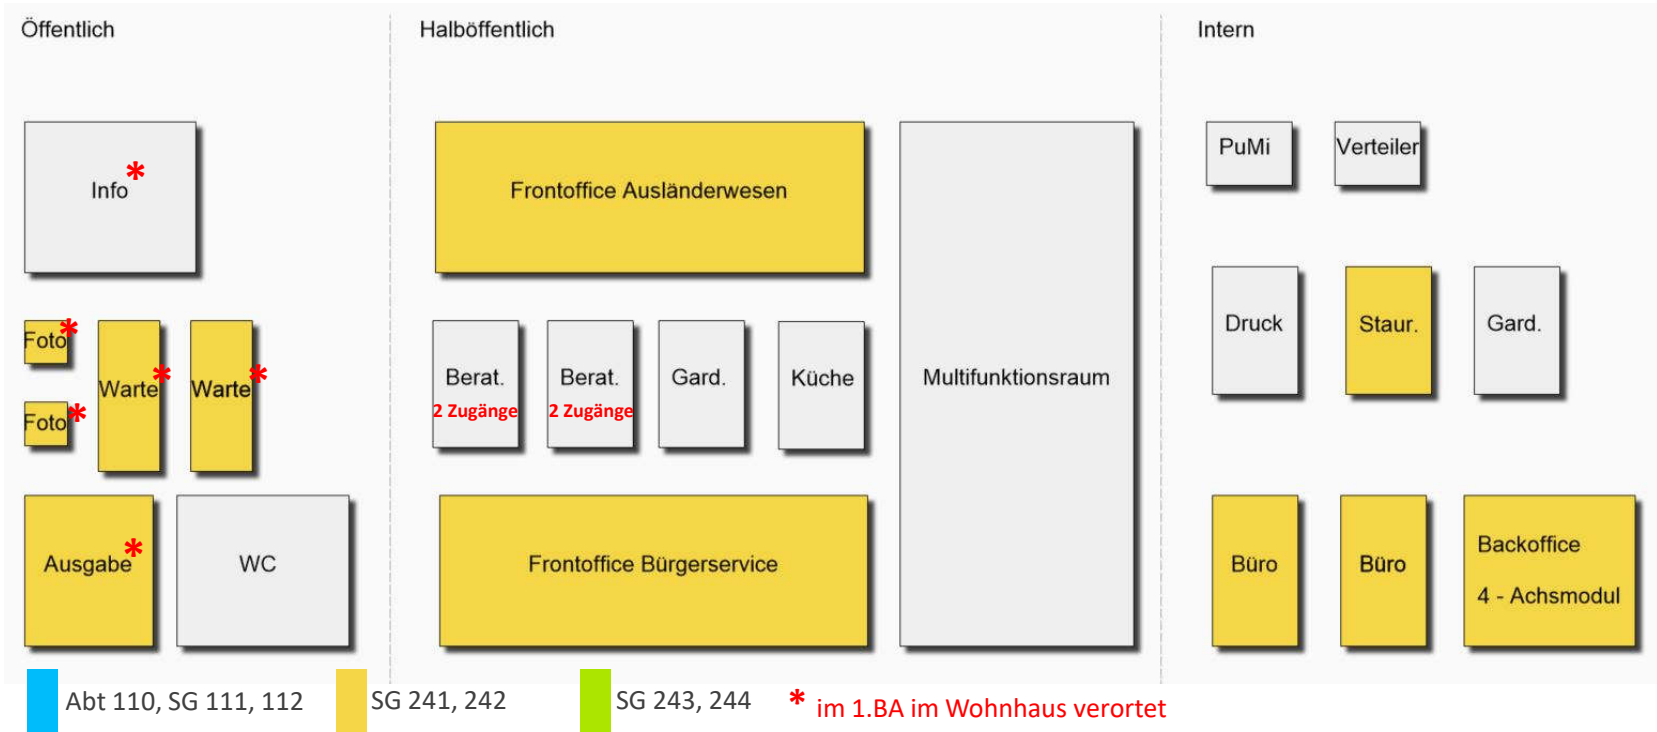 Öffentlich
Halböffentlich
Intern
Info*
Frontoffice Ausländerwesen
Multifunktionsraum
PuMi
Verteiler
Foto*
Foto*
Warte*
Warte*
Berat.
2 Zugänge
Berat.
2 Zugänge
Gard.
Küche
Druck
Staur.
Gard.
Ausgabe*
WC
Frontoffice Bürgerservice
Büro
Büro
Backoffice
4 - Achsmodul
Abt 110, SG 111, 112
SG 241, 242
SG 243, 244
* im 1.BA im Wohnhaus verortet